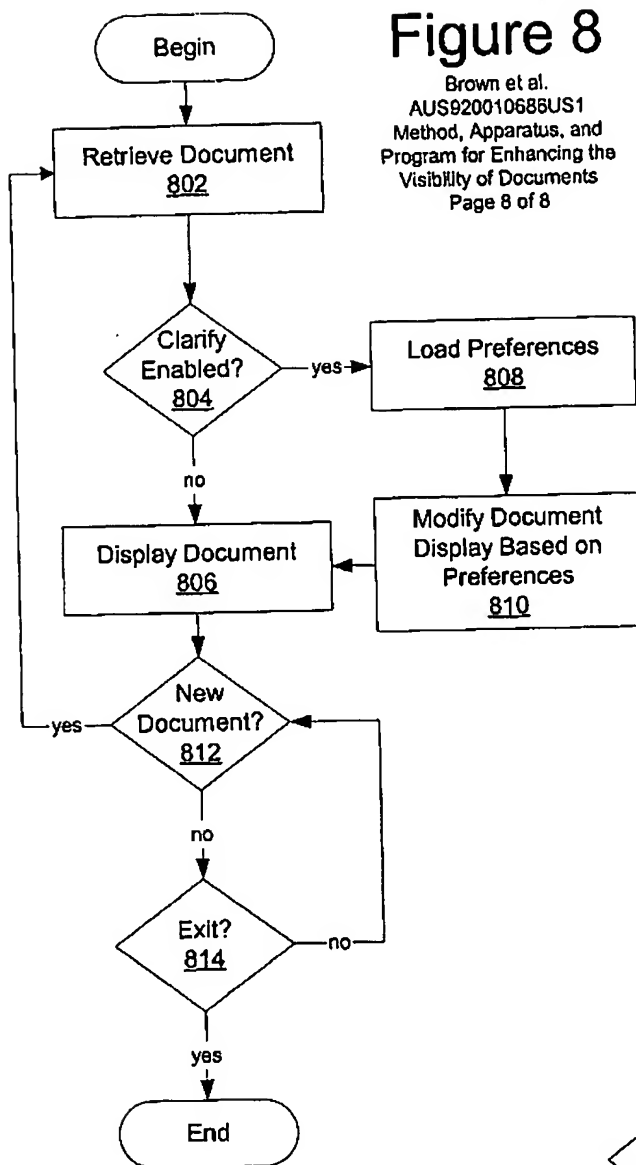 Figure 8
Brown et al.
AUS920010686US1
Method, Apparatus, and
Program for Enhancing the
Visibility of Documents
Page 8 of 8
Begin
Retrieve Document
802
Clarify
Enabled?
804
yes
Load Preferences
808
no
Display Document
806
Modify Document
Display Based on
Preferences
810
New
Document?
812
yes
no
Exit?
814
no
yes
End